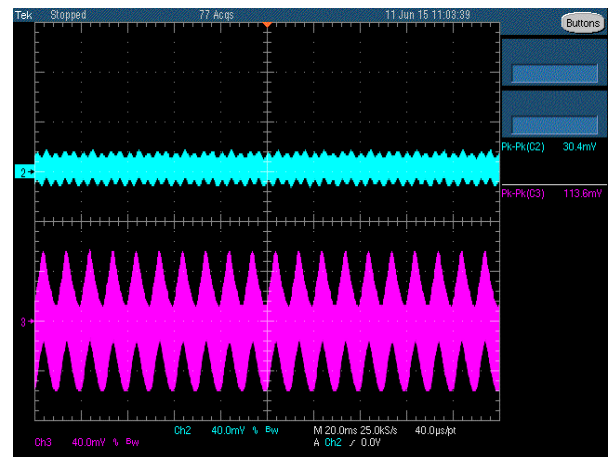 Tek Stopped 77 Acqs 11 Jun 15 11:03:39
Buttons
Pk-Pk(C2) 30.4mV
2
Pk-Pk(C3) 113.6mV
3
Ch2 40.0mV % Bw M 20.0ms 25.0kS/s 40.0µs/pt
Ch3 40.0mV % Bw A Ch2 / 0.0V